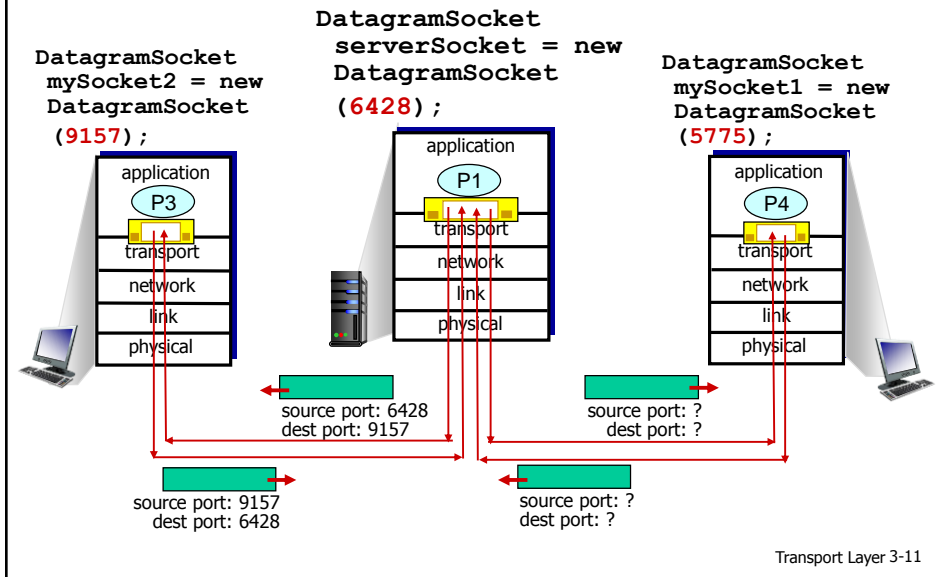 DatagramSocket
serverSocket = new
DatagramSocket
(6428);
DatagramSocket
mySocket2 = new
DatagramSocket
(9157);
DatagramSocket
mySocket1 = new
DatagramSocket
(5775);
application
P3
transport
network
link
physical
application
P1
transport
network
link
physical
application
P4
transport
network
link
physical
source port: 6428
dest port: 9157
source port: ?
dest port: ?
source port: 9157
dest port: 6428
source port: ?
dest port: ?
Transport Layer 3-11